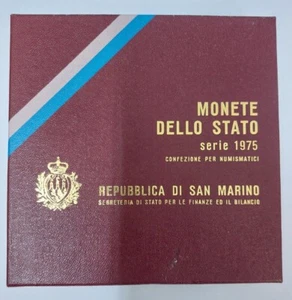 MONETE
DELLO STATO
serie 1975
CONFEZIONE PER NUMISMATICI
REPUBBLICA DI SAN MARINO
SEGRETERIA DI STATO PER LE FINANZE ED IL BILANCIO